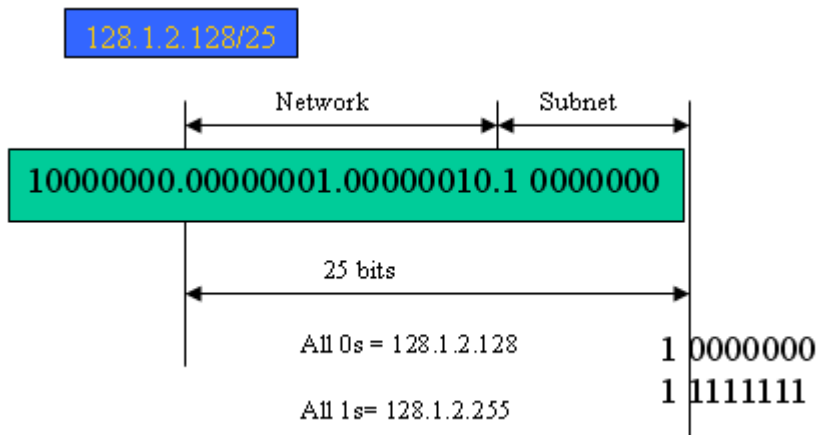 128.1.2.128/25
Network Subnet
10000000.00000001.00000010.1 0000000
25 bits
All 0s = 128.1.2.128 1 0000000
1 1111111
All 1s= 128.1.2.255